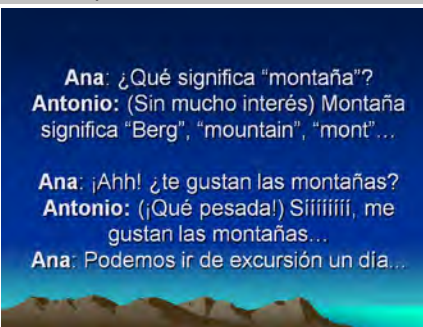 Ana: ¿Qué significa “montaña”?
Antonio: (Sin mucho interés) Montaña
significa “Berg”, “mountain”, “mont”…
Ana: ¡Ahh! ¿te gustan las montañas?
Antonio: (¡Qué pesada!) Síííííííí, me
gustan las montañas…
Ana: Podemos ir de excursión un día...